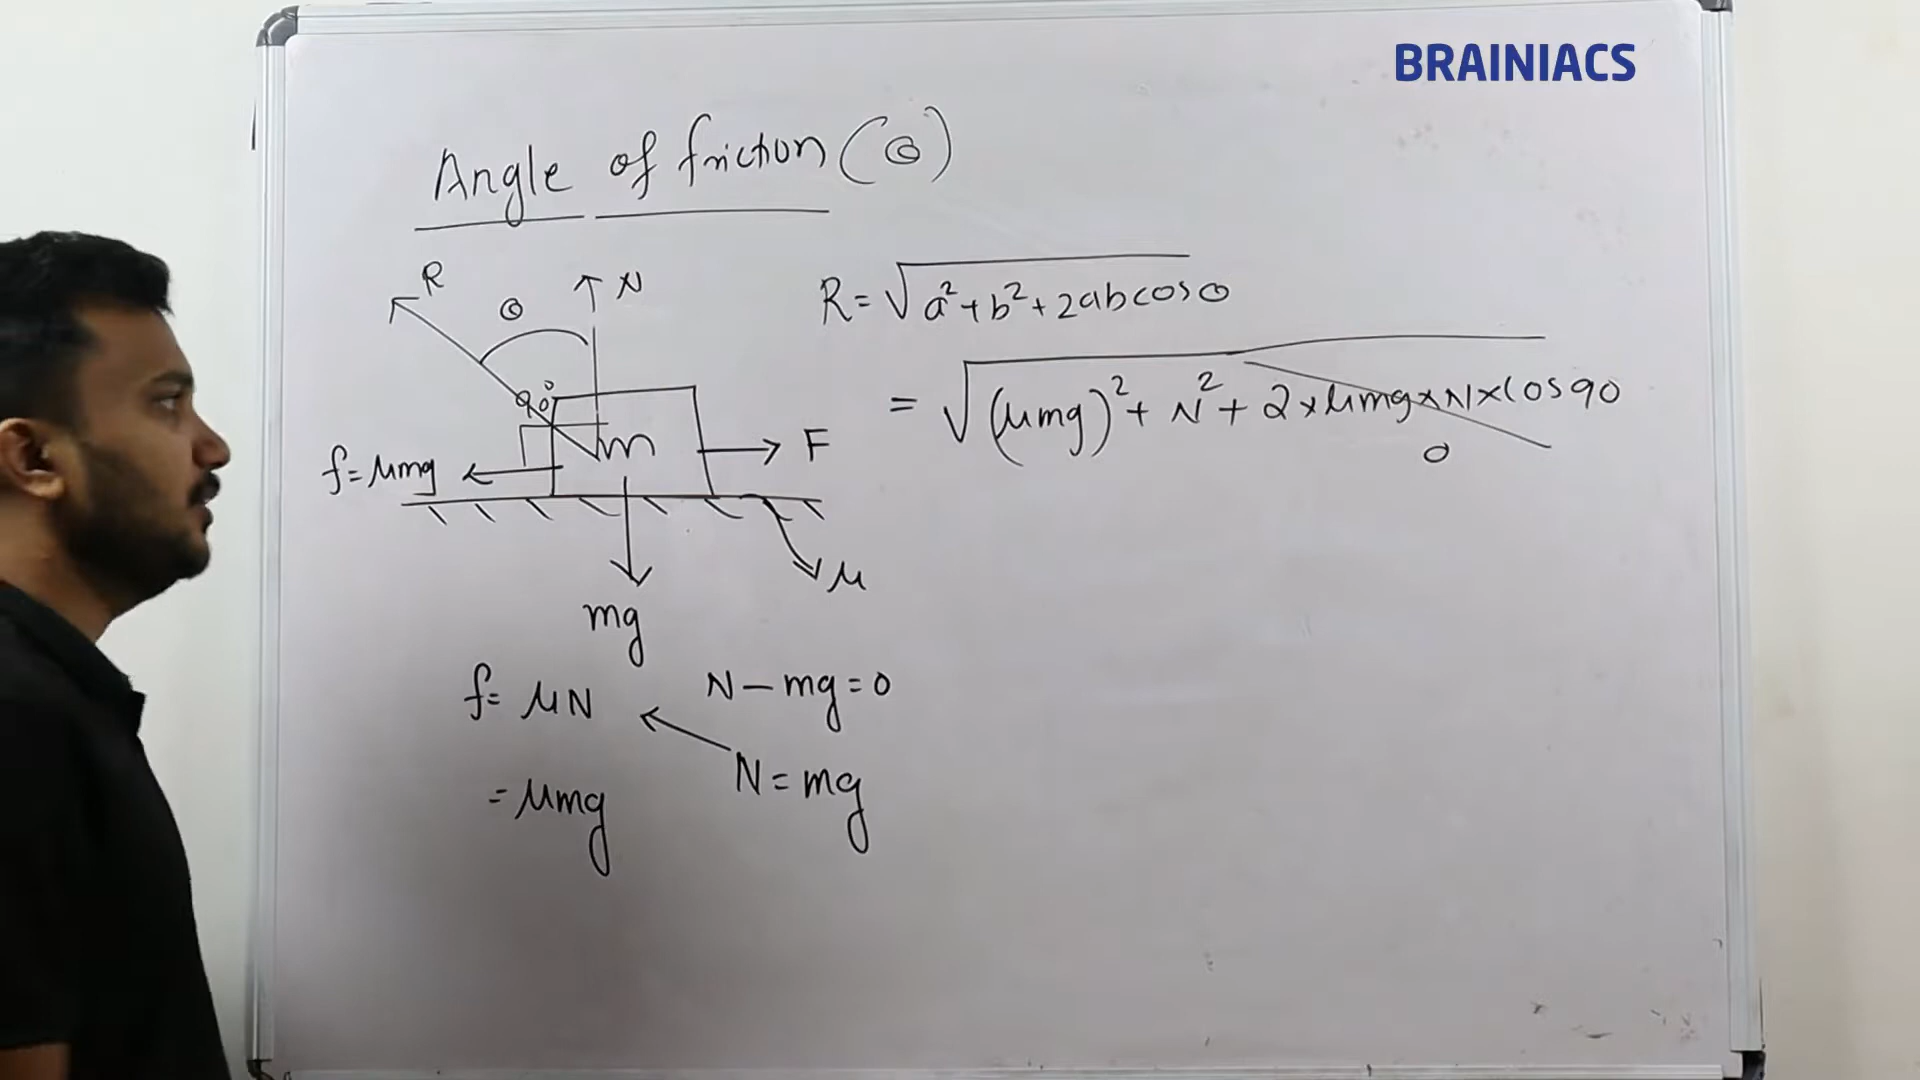 BRAINIACS
Angle of friction (θ)
R
θ
N
90°
m
f = μmg
F
mg
μ
f = μN
= μmg
N - mg = 0
N = mg
R = √a²+b²+2abcosθ
= √(μmg)² + N² + 2×μmg×N×cos90
0